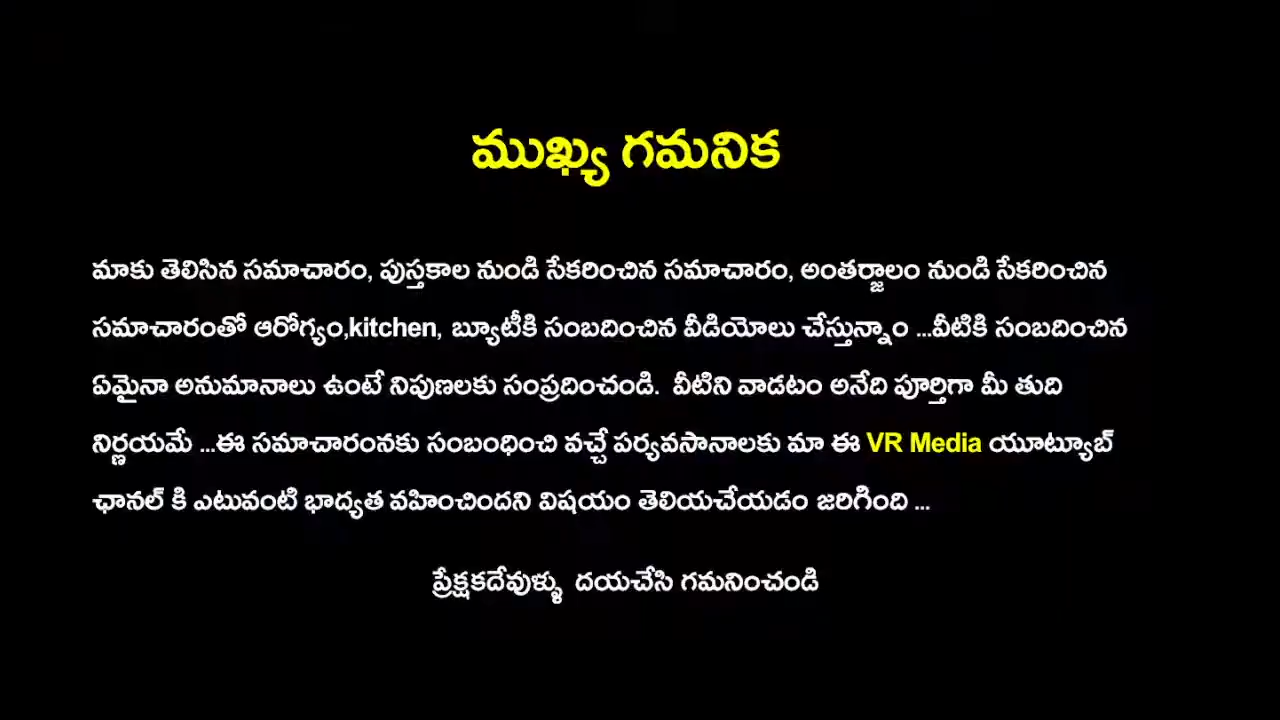 ముఖ్య గమనిక
మాకు తెలిసిన సమాచారం, పుస్తకాల నుండి సేకరించిన సమాచారం, అంతర్జాలం నుండి సేకరించిన
సమాచారంతో ఆరోగ్యం,kitchen, బ్యూటీకి సంబదించిన వీడియోలు చేస్తున్నాం ...వీటికి సంబదించిన
ఏమైనా అనుమానాలు ఉంటే నిపుణలకు సంప్రదించండి. వీటిని వాడటం అనేది పూర్తిగా మీ తుది
నిర్ణయమే ...ఈ సమాచారంనకు సంబంధించి వచ్చే పర్యవసానాలకు మా ఈ VR Media యూట్యూబ్
ఛానల్ కి ఎటువంటి భాద్యత వహించిందని విషయం తెలియచేయడం జరిగింది ...
ప్రేక్షకదేవుళ్ళు దయచేసి గమనించండి